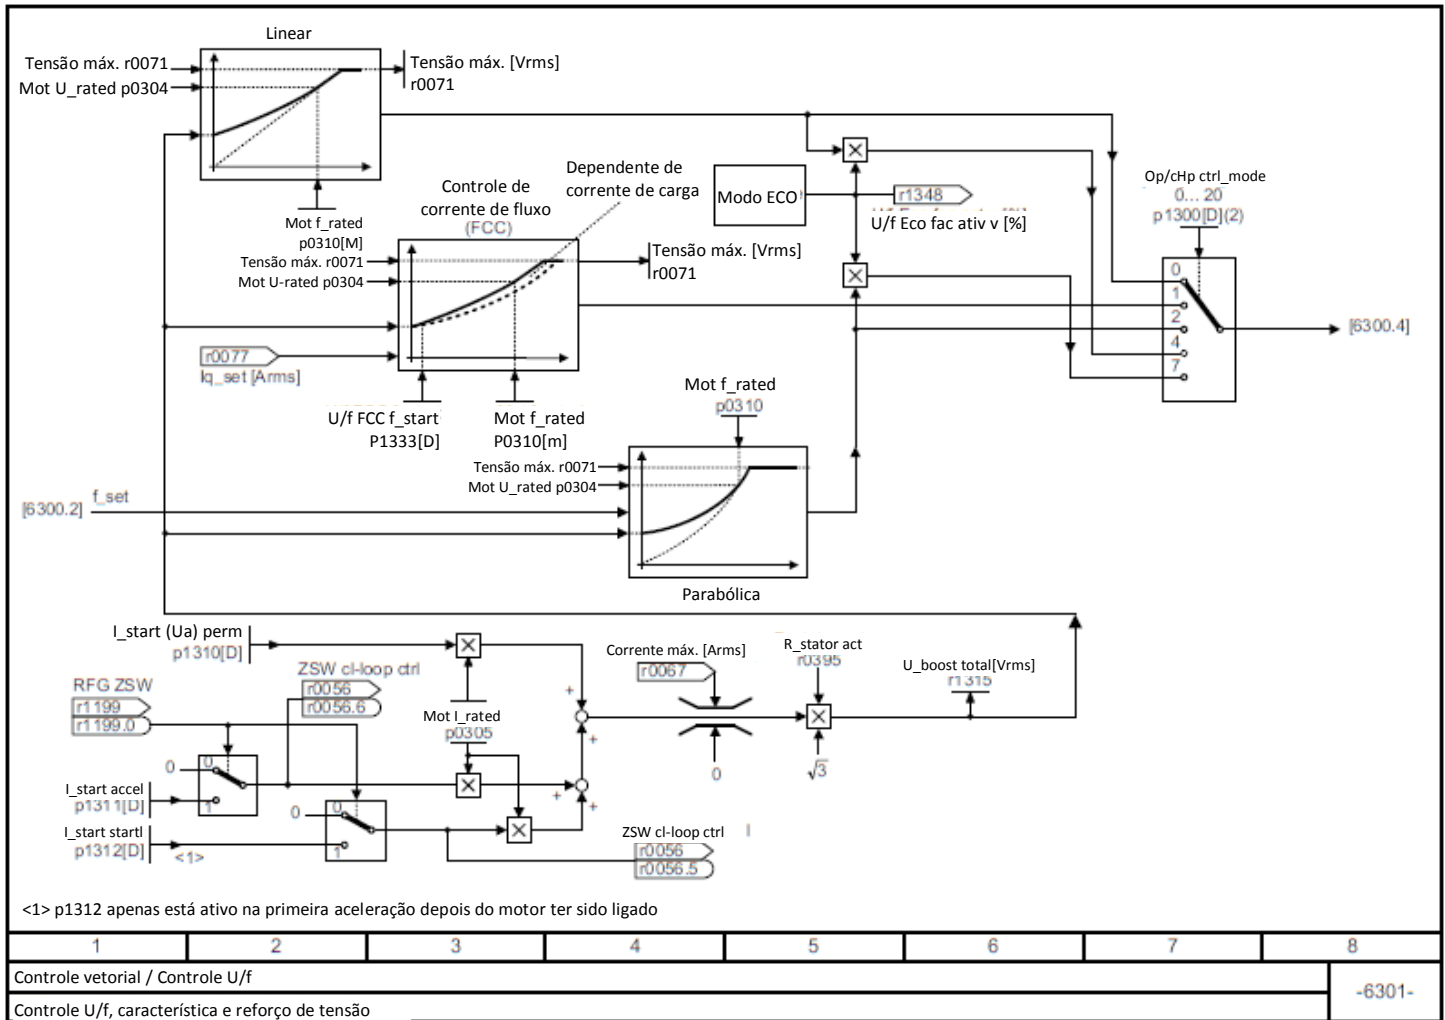 Linear
Tensão máx. r0071
Mot U_rated p0304
Tensão máx. [Vrms]
r0071
Mot f_rated
p0310[M]
Controle de
corrente de fluxo
(FCC)
Dependente de
corrente de carga
Tensão máx. r0071
Mot U-rated p0304
Tensão máx. [Vrms]
r0071
r0077
Iq_set [Arms]
U/f FCC f_start
P1333[D]
Mot f_rated
P0310[m]
Modo ECO
r1348
U/f Eco fac ativ v [%]
Op/cHp ctrl_mode
0... 20
p1300[D](2)
0
1
2
4
7
[6300.4]
Mot f_rated
p0310
Tensão máx. r0071
Mot U_rated p0304
[6300.2]
f_set
Parabólica
I_start (Ua) perm
p1310[D]
RFG ZSW
r1199
r1199.0
ZSW cl-loop ctrl
r0056
r0056.6
Mot I_rated
p0305
Corrente máx. [Arms]
r0067
R_stator act
r0395
U_boost total[Vrms]
r1315
+
+
+
+
0
√3
0
0
1
I_start accel
p1311[D]
0
0
1
I_start startl
p1312[D]
<1>
ZSW cl-loop ctrl
r0056
r0056.5
<1> p1312 apenas está ativo na primeira aceleração depois do motor ter sido ligado
1 2 3 4 5 6 7 8
Controle vetorial / Controle U/f
-6301-
Controle U/f, característica e reforço de tensão